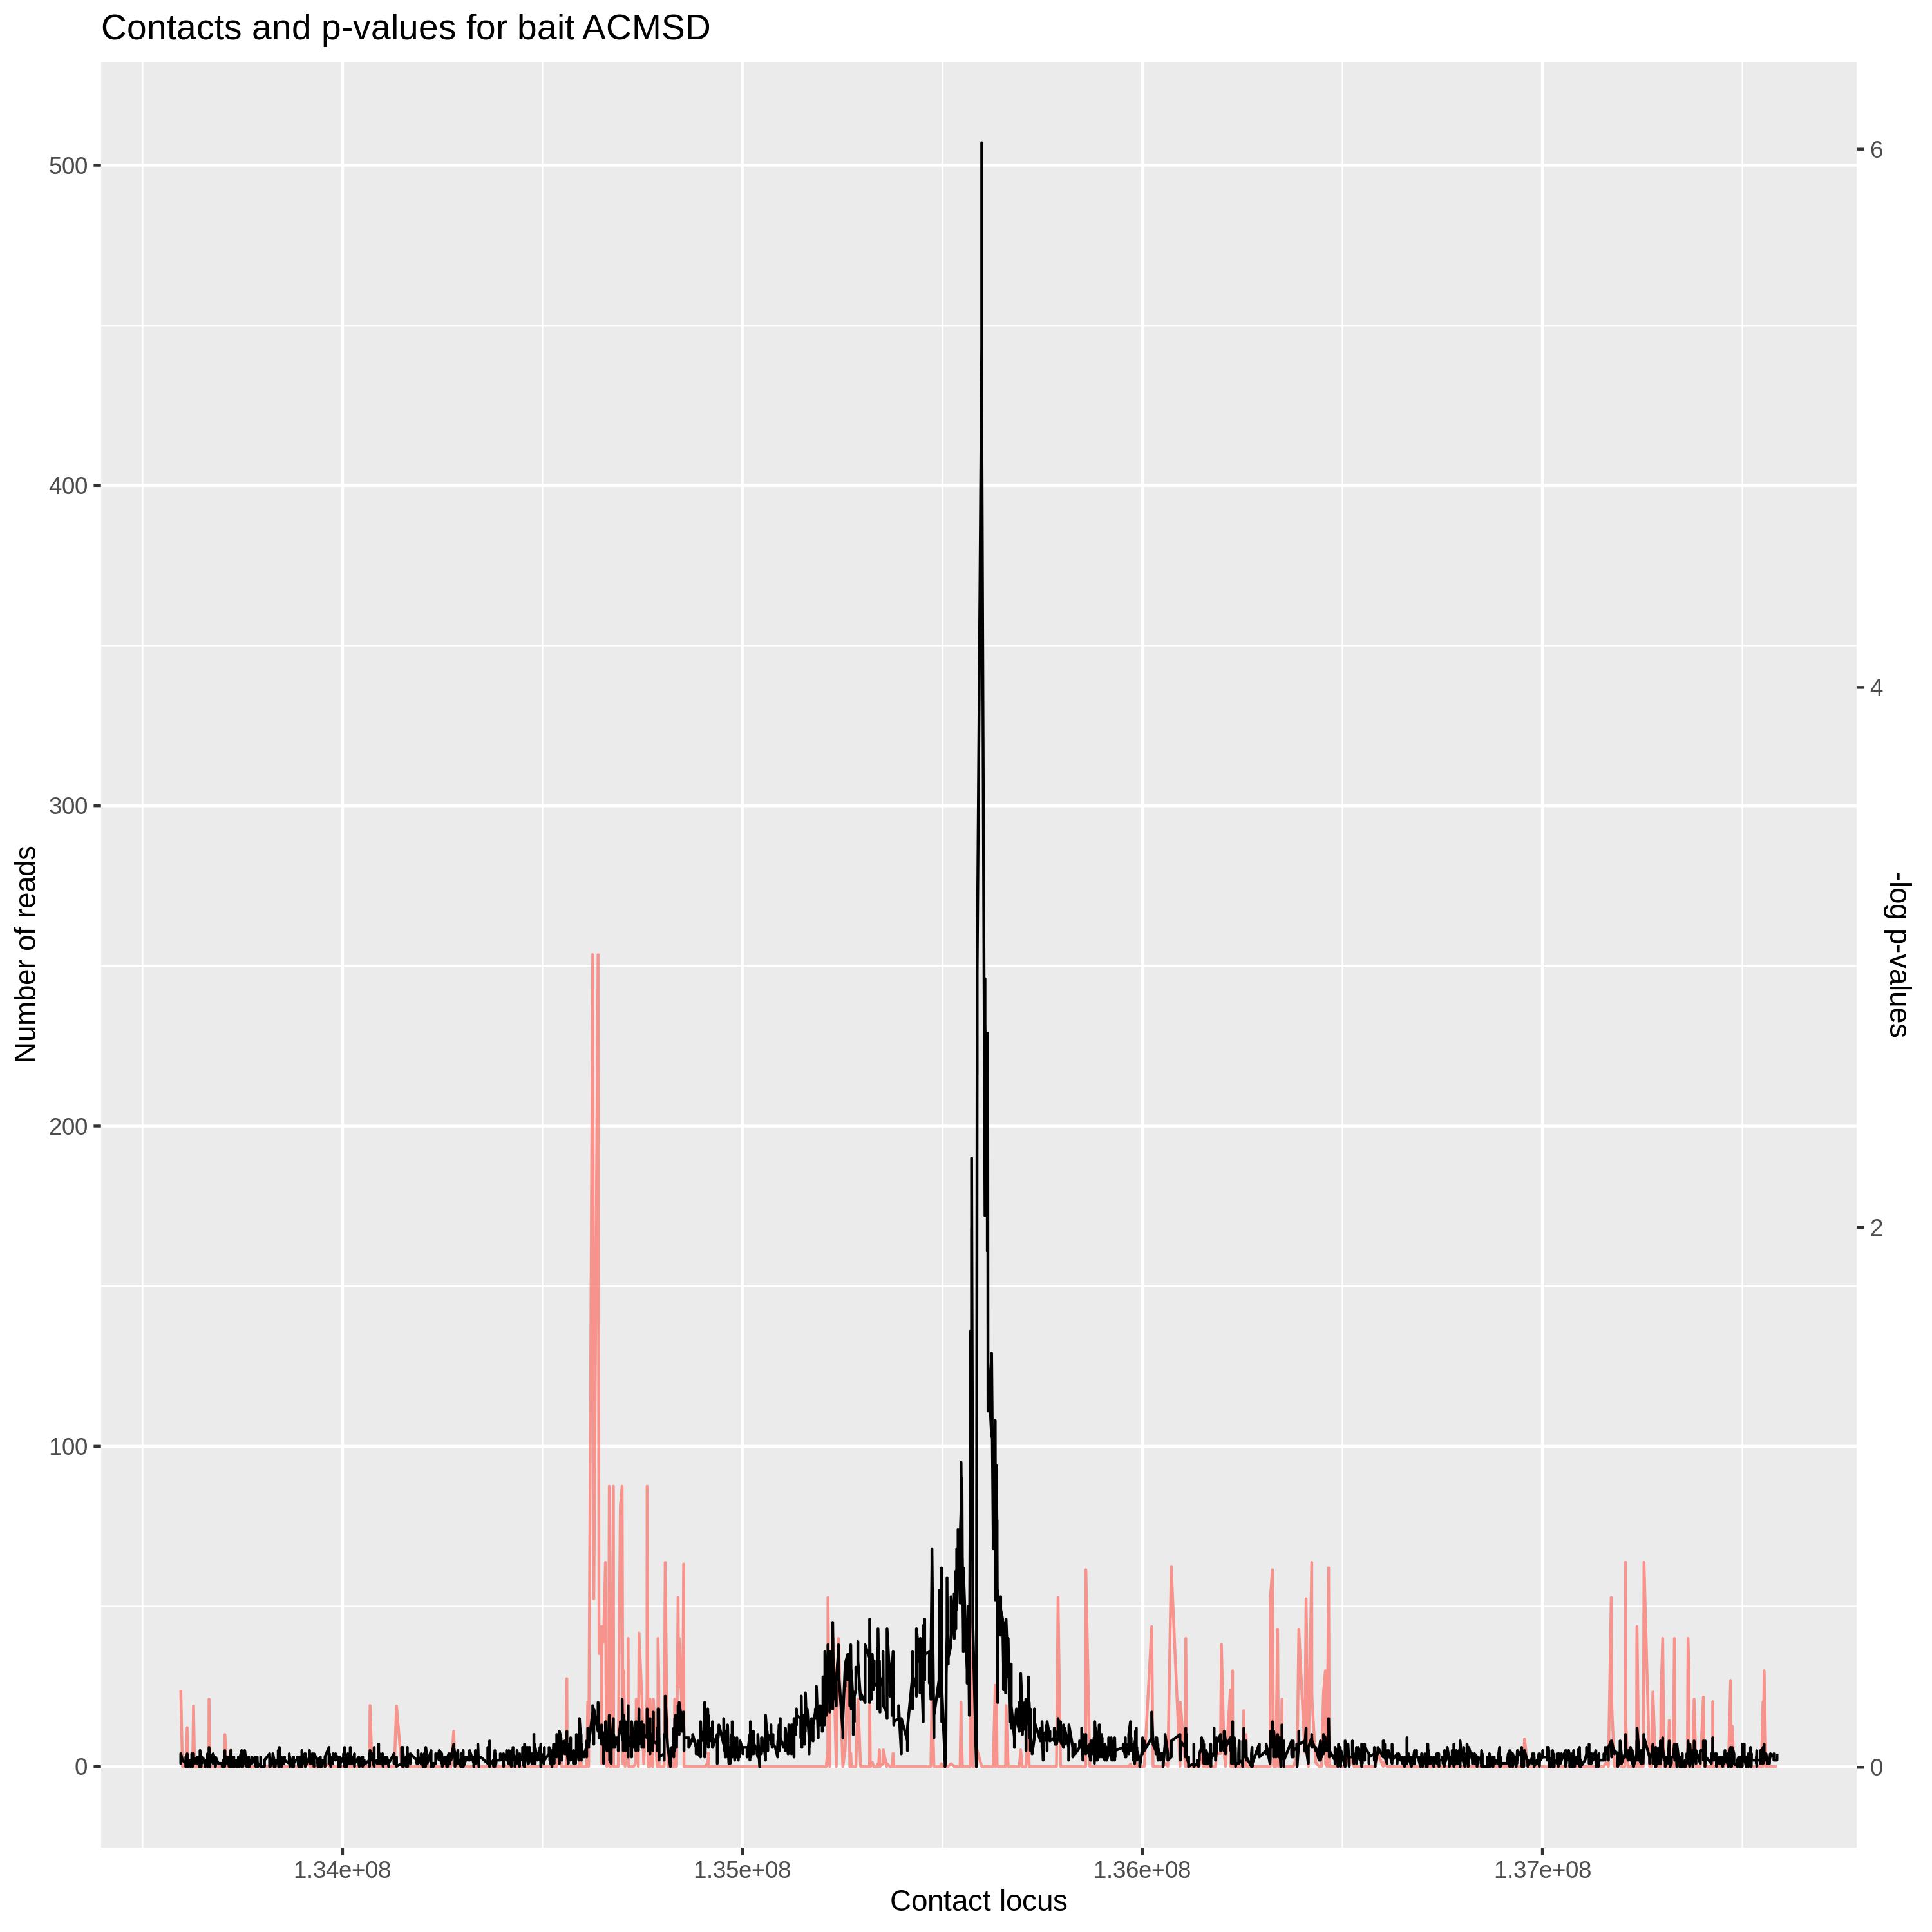 Contacts and p-values for bait ACMSD
500
400
300
200
100
0
Number of reads
6
4
2
0
-log p-values
1.34e+08
1.35e+08
1.36e+08
1.37e+08
Contact locus